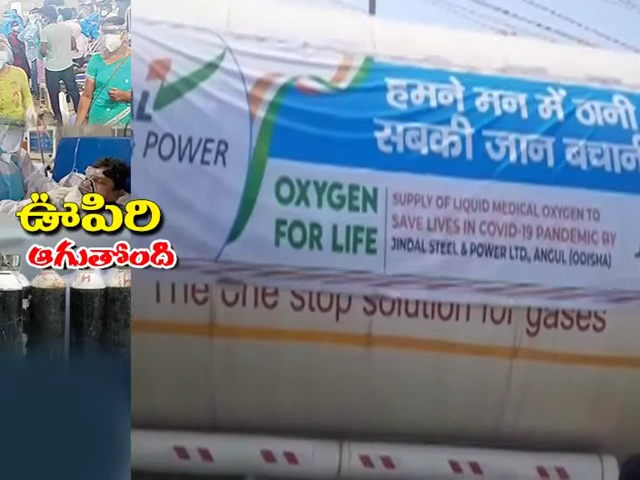 ఊపిరి
ఆగుతోంది
POWER
हमने मन में ठानी
सबकी जान बचानी
OXYGEN
FOR LIFE
SUPPLY OF LIQUID MEDICAL OXYGEN TO
SAVE LIVES IN COVID-19 PANDEMIC BY
JINDAL STEEL & POWER LTD., ANGUL (ODISHA)
The one stop solution for gases